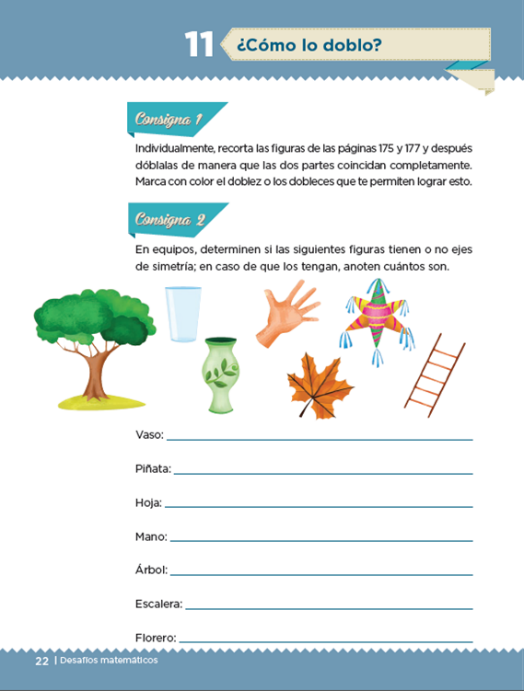 11 ¿Cómo lo doblo?
Consigna 1
Individualmente, recorta las figuras de las páginas 175 y 177 y después
dóblalas de manera que las dos partes coincidan completamente.
Marca con color el doblez o los dobleces que te permiten lograr esto.
Consigna 2
En equipos, determinen si las siguientes figuras tienen o no ejes
de simetría; en caso de que los tengan, anoten cuántos son.
Vaso:
Piñata:
Hoja:
Mano:
Árbol:
Escalera:
Florero:
22 | Desafíos matemáticos